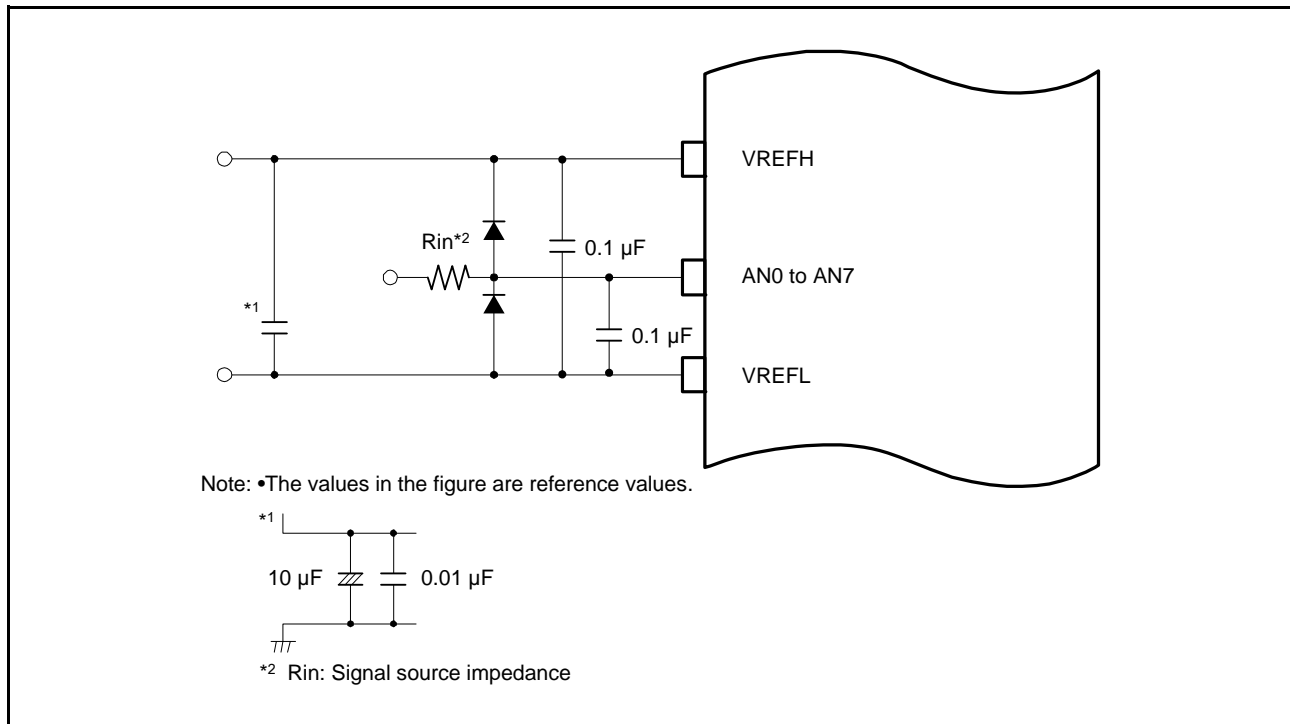 VREFH
Rin*2
0.1 µF
AN0 to AN7
*1
0.1 µF
VREFL
Note: •The values in the figure are reference values.
*1
10 µF 0.01 µF
*2 Rin: Signal source impedance